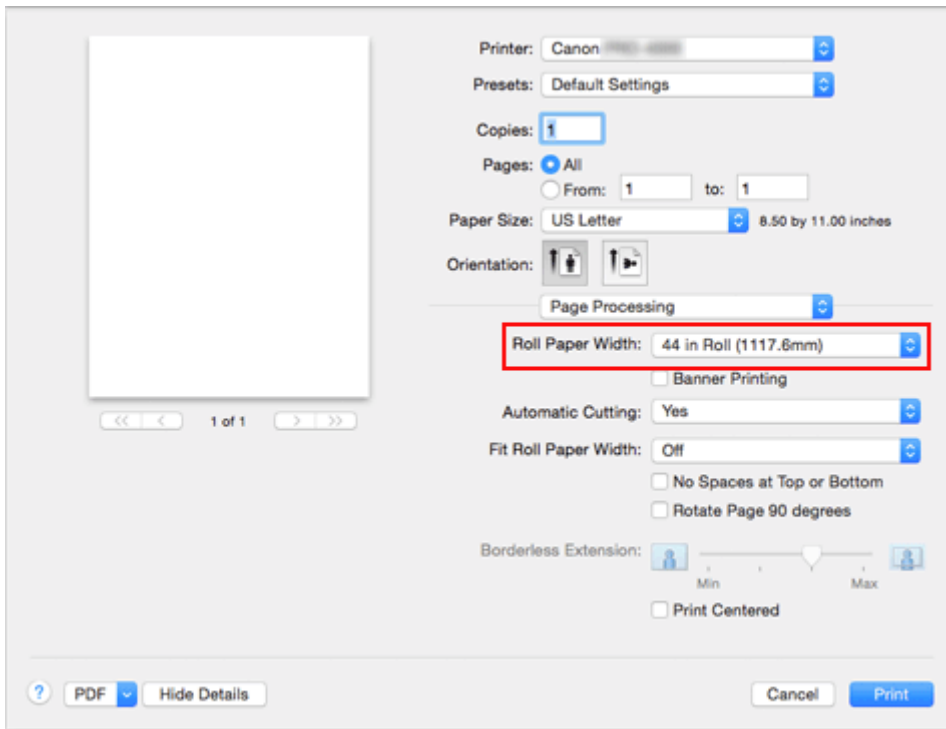 Printer: Canon
Presets: Default Settings
Copies: 1
Pages: All
From: 1 to: 1
Paper Size: US Letter 8.50 by 11.00 inches
Orientation:
Page Processing
Roll Paper Width: 44 in Roll (1117.6mm)
Banner Printing
<< < 1 of 1 > >>
Automatic Cutting: Yes
Fit Roll Paper Width: Off
No Spaces at Top or Bottom
Rotate Page 90 degrees
Borderless Extension:
Min Max
Print Centered
? PDF Hide Details Cancel Print